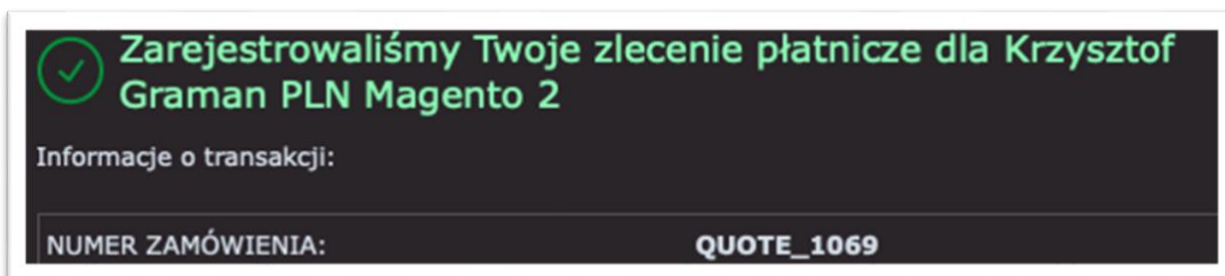 Zarejestrowaliśmy Twoje zlecenie płatnicze dla Krzysztof
Graman PLN Magento 2
Informacje o transakcji:
NUMER ZAMÓWIENIA: QUOTE_1069